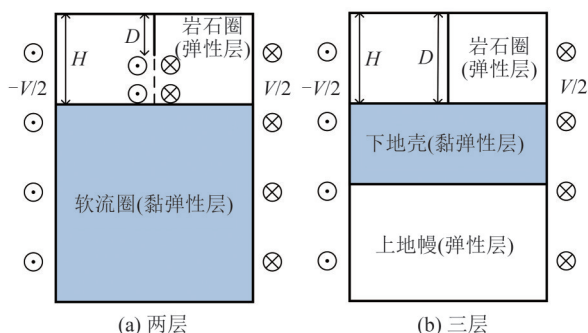 H
D
岩石圈
(弹性层)
−V/2
V/2
软流圈(黏弹性层)
(a) 两层
H
D
岩石圈
(弹性层)
−V/2
V/2
下地壳(黏弹性层)
上地幔(弹性层)
(b) 三层